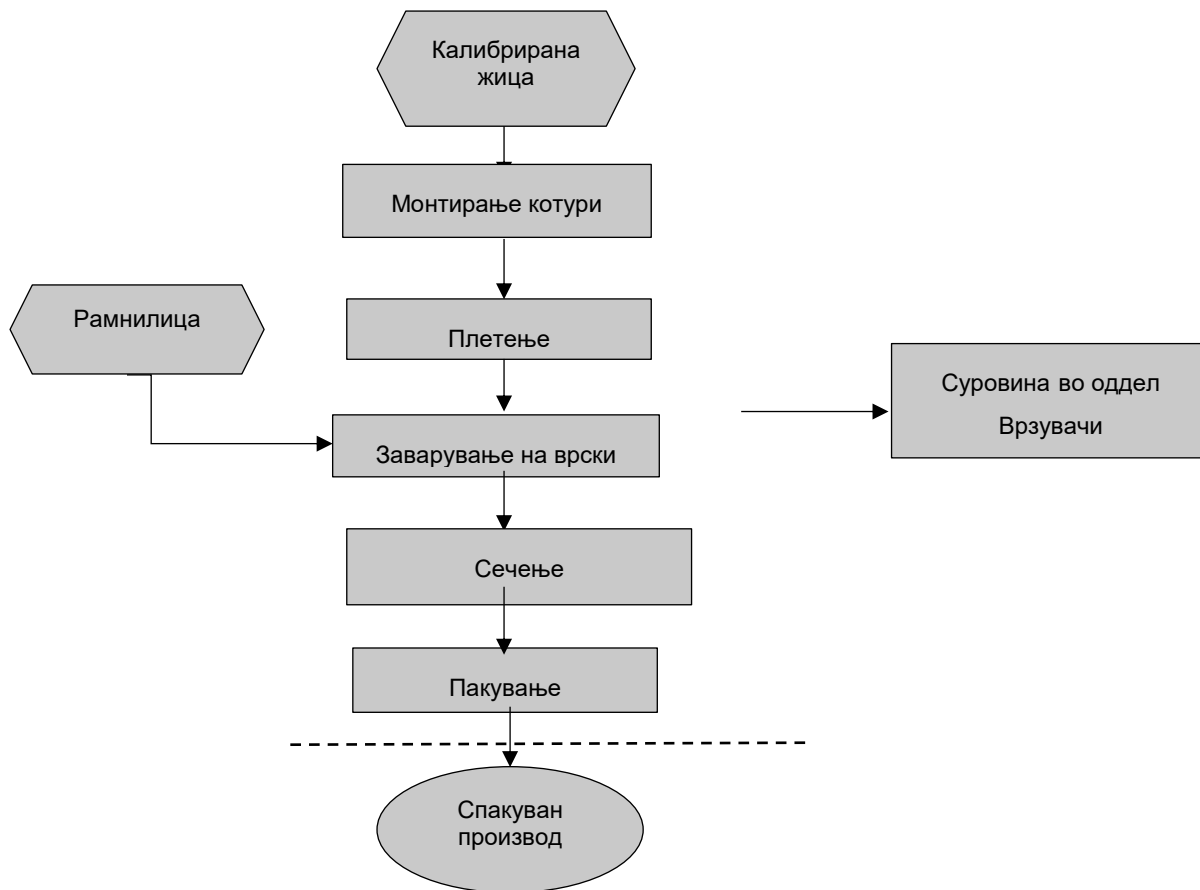 Калибрирана
жица
Монтирање котури
Рамнилица
Плетење
Суровина во оддел
Врзувачи
Заварување на врски
Сечење
Пакување
Спакуван
производ